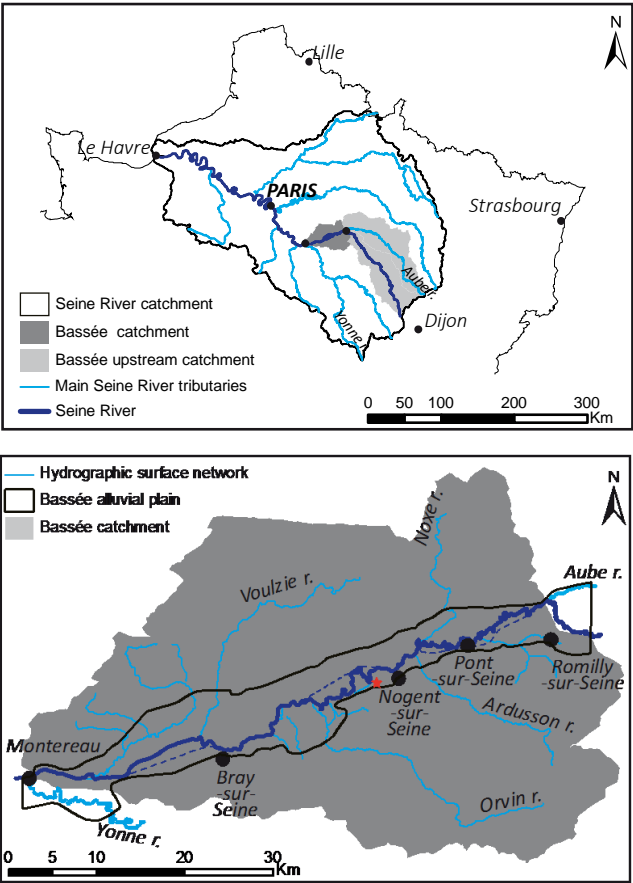 N
Lille
Le Havre
PARIS
Strasbourg
Aube r.
Yonne r.
Dijon
Seine River catchment
Bassée catchment
Bassée upstream catchment
Main Seine River tributaries
Seine River
0 50 100 200 300
Km
Hydrographic surface network
Bassée alluvial plain
Bassée catchment
N
Noxe r.
Aube r.
Voulzie r.
Pont
-sur-Seine
Romilly
-sur-Seine
Nogent
-sur-
Seine
Ardusson r.
Montereau
Bray
-sur-
Seine
Orvin r.
Yonne r.
0 5 10 20 30
Km